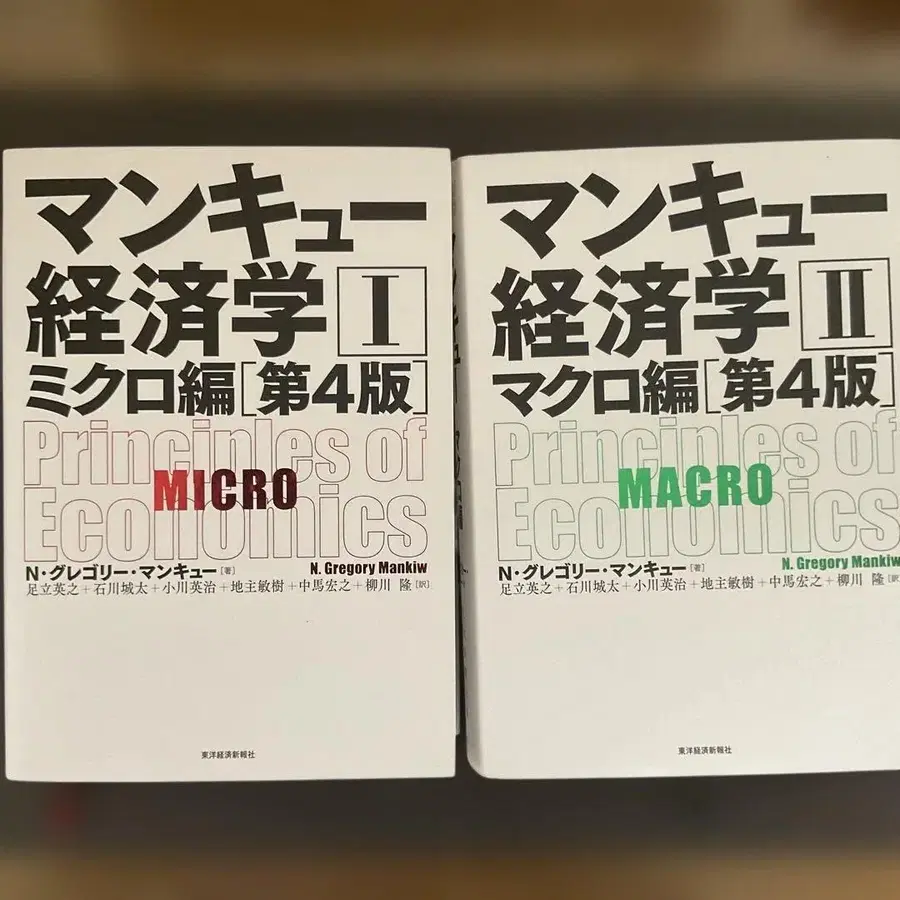 マンキュー
経済学 I
ミクロ編[第4版]
Principles of
MICRO
Economics
N. Gregory Mankiw
N・グレゴリー・マンキュー[著]
足立英之+石川城太+小川英治+地主敏樹+中馬宏之+柳川 隆[訳]
東洋経済新報社
マンキュー
経済学 II
マクロ編[第4版]
Principles of
MACRO
Economics
N. Gregory Mankiw
N・グレゴリー・マンキュー[著]
足立英之+石川城太+小川英治+地主敏樹+中馬宏之+柳川 隆[訳
東洋経済新報社